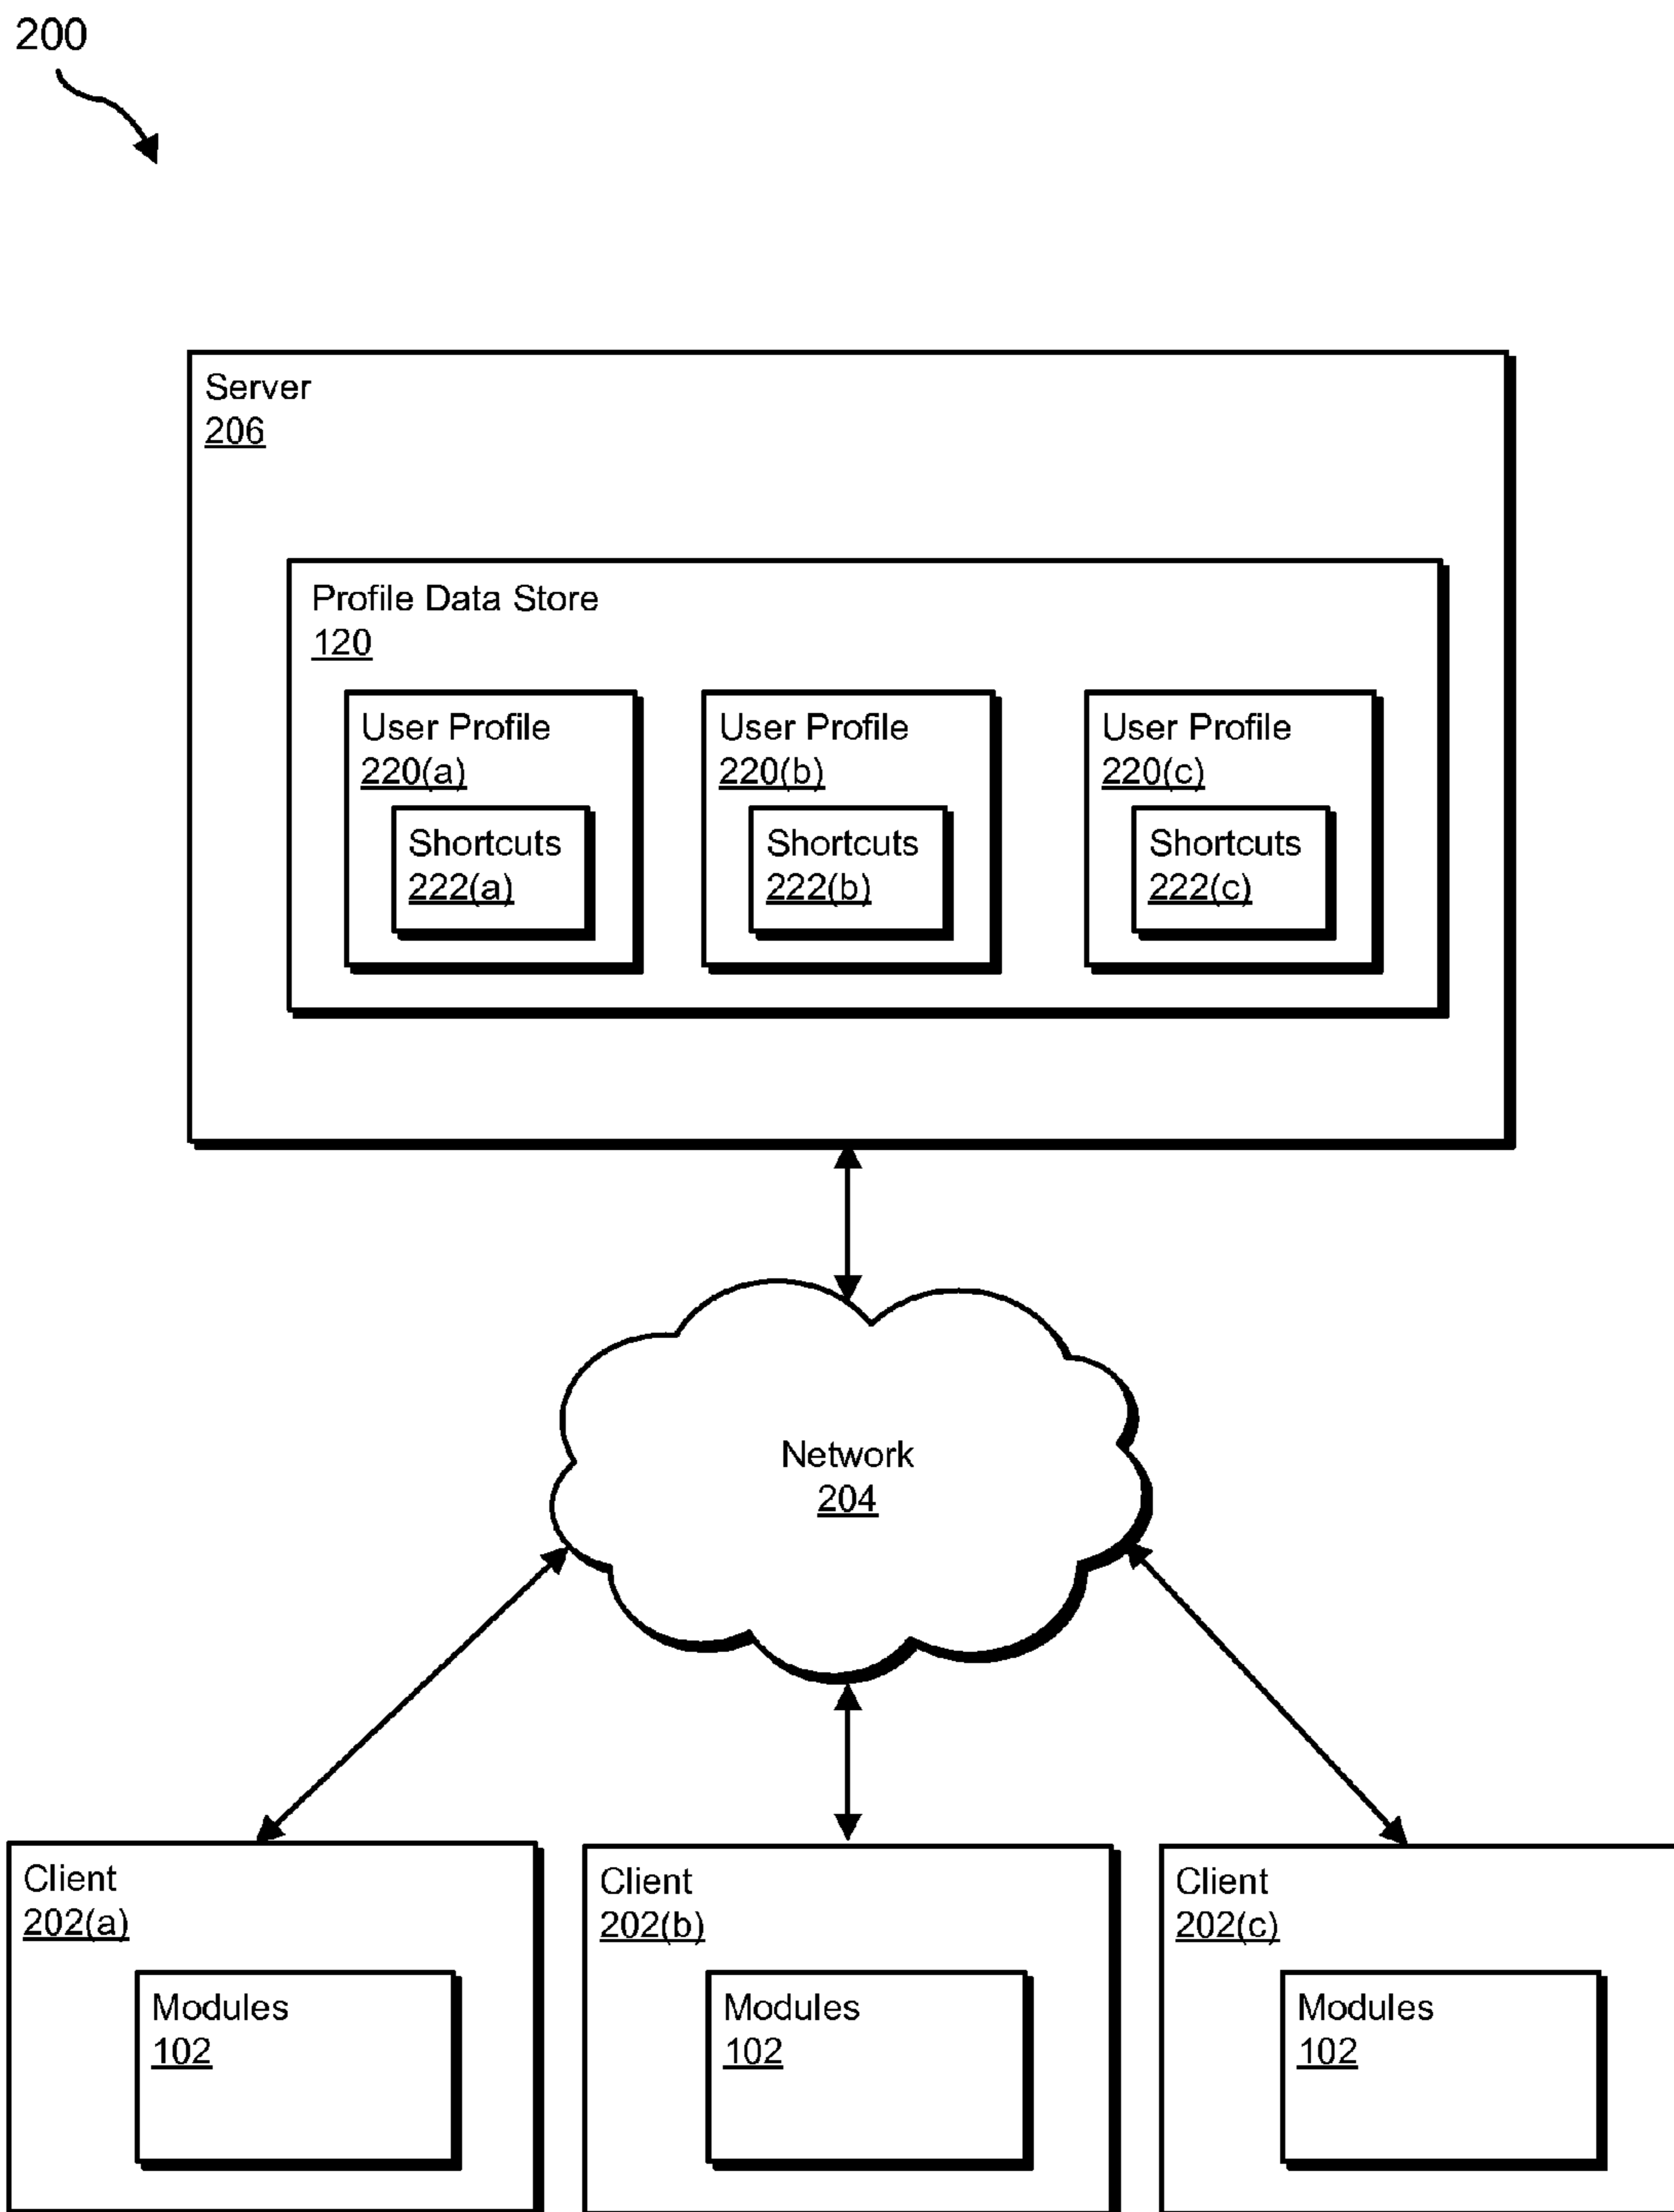 200
Server
206
Profile Data Store
120
User Profile
220(a)
Shortcuts
222(a)
User Profile
220(b)
Shortcuts
222(b)
User Profile
220(c)
Shortcuts
222(c)
Network
204
Client
202(a)
Modules
102
Client
202(b)
Modules
102
Client
202(c)
Modules
102